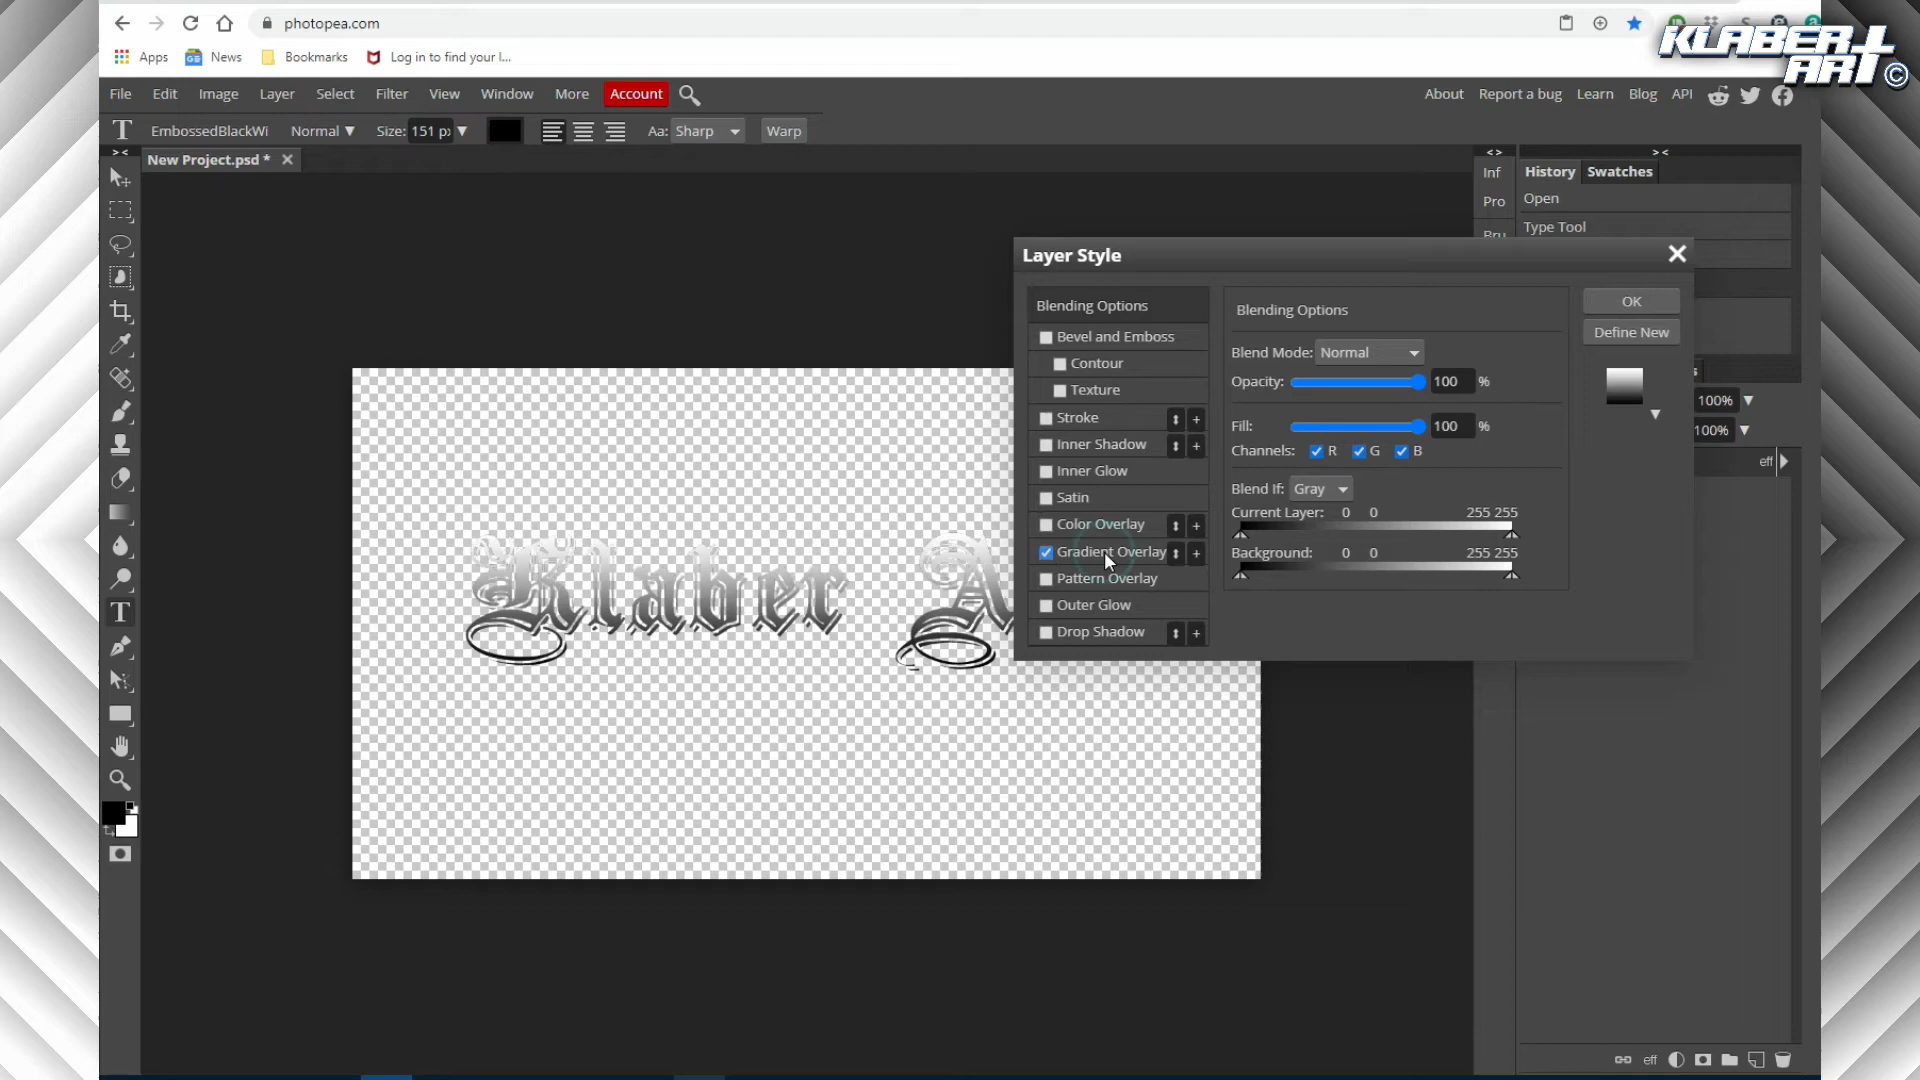 photopea.com
KLABER ART ©
Apps News Bookmarks Log in to find your l...
File Edit Image Layer Select Filter View Window More Account
About Report a bug Learn Blog API
T EmbossedBlackWi Normal Size: 151 px Aa: Sharp Warp
New Project.psd *
Inf
Pro
Bru
History Swatches
Open
Type Tool
Layer Style
Blending Options
Bevel and Emboss
Contour
Texture
Stroke
Inner Shadow
Inner Glow
Satin
Color Overlay
Gradient Overlay
Pattern Overlay
Outer Glow
Drop Shadow
Blending Options
Blend Mode: Normal
Opacity: 100 %
Fill: 100 %
Channels: R G B
Blend If: Gray
Current Layer: 0 0 255 255
Background: 0 0 255 255
OK
Define New
100%
100%
eff
Klaber A
eff